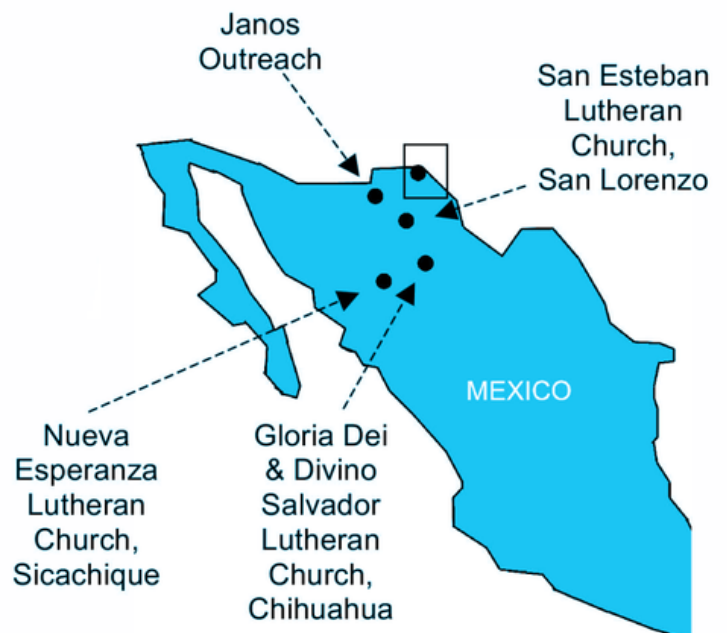 Janos
Outreach
San Esteban
Lutheran
Church,
San Lorenzo
MEXICO
Nueva
Esperanza
Lutheran
Church,
Sicachique
Gloria Dei
& Divino
Salvador
Lutheran
Church,
Chihuahua